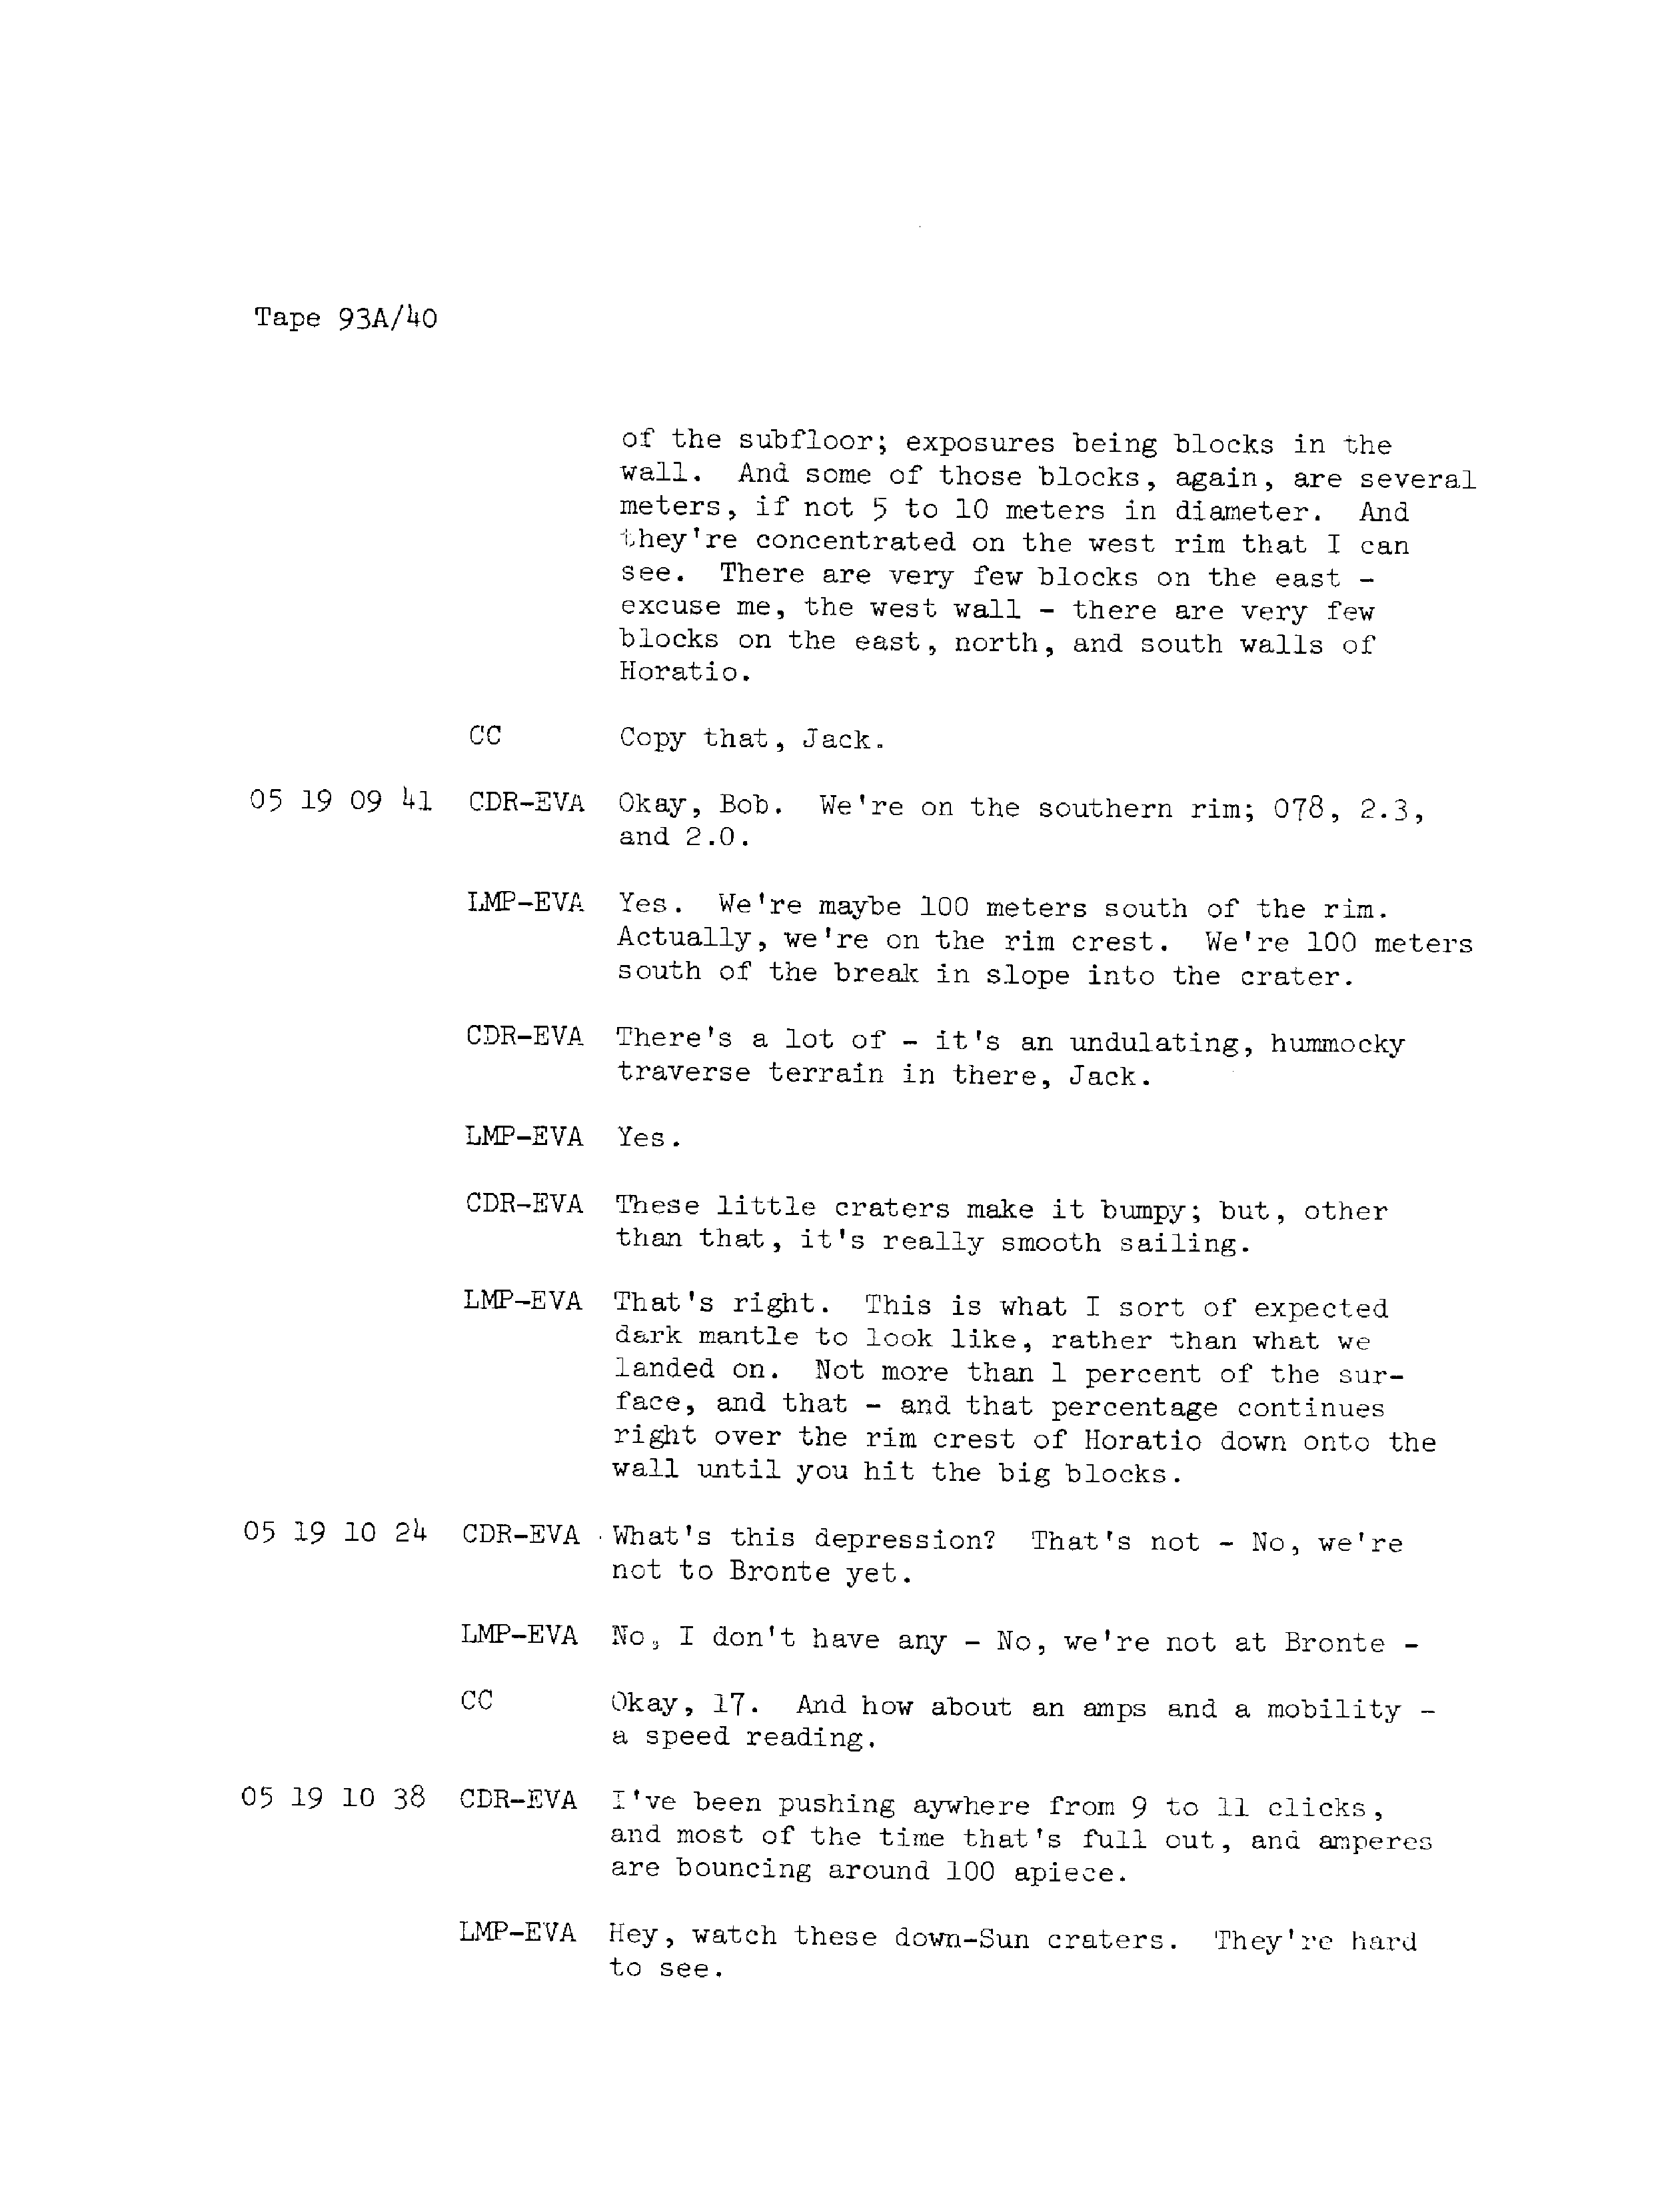 Tape 93A/40
of the subfloor; exposures being blocks in the
wall. And some of those blocks, again, are several
meters, if not 5 to 10 meters in diameter. And
they're concentrated on the west rim that I can
see. There are very few blocks on the east -
excuse me, the west wall - there are very few
blocks on the east, north, and south walls of
Horatio.
CC Copy that, Jack.
05 19 09 41 CDR-EVA Okay, Bob. We're on the southern rim; 078, 2.3,
and 2.0.
LMP-EVA Yes. We're maybe 100 meters south of the rim.
Actually, we're on the rim crest. We're 100 meters
south of the break in slope into the crater.
CDR-EVA There's a lot of - it's an undulating, hummocky
traverse terrain in there, Jack.
LMP-EVA Yes.
CDR-EVA These little craters make it bumpy; but, other
than that, it's really smooth sailing.
LMP-EVA That's right. This is what I sort of expected
dark mantle to look like, rather than what we
landed on. Not more than 1 percent of the sur-
face, and that - and that percentage continues
right over the rim crest of Horatio down onto the
wall until you hit the big blocks.
05 19 10 24 CDR-EVA What's this depression? That's not - No, we're
not to Bronte yet.
LMP-EVA No, I don't have any - No, we're not at Bronte -
CC Okay, 17. And how about an amps and a mobility -
a speed reading.
05 19 10 38 CDR-EVA I've been pushing aywhere from 9 to 11 clicks,
and most of the time that's full out, and amperes
are bouncing around 100 apiece.
LMP-EVA Hey, watch these down-Sun craters. They're hard
to see.